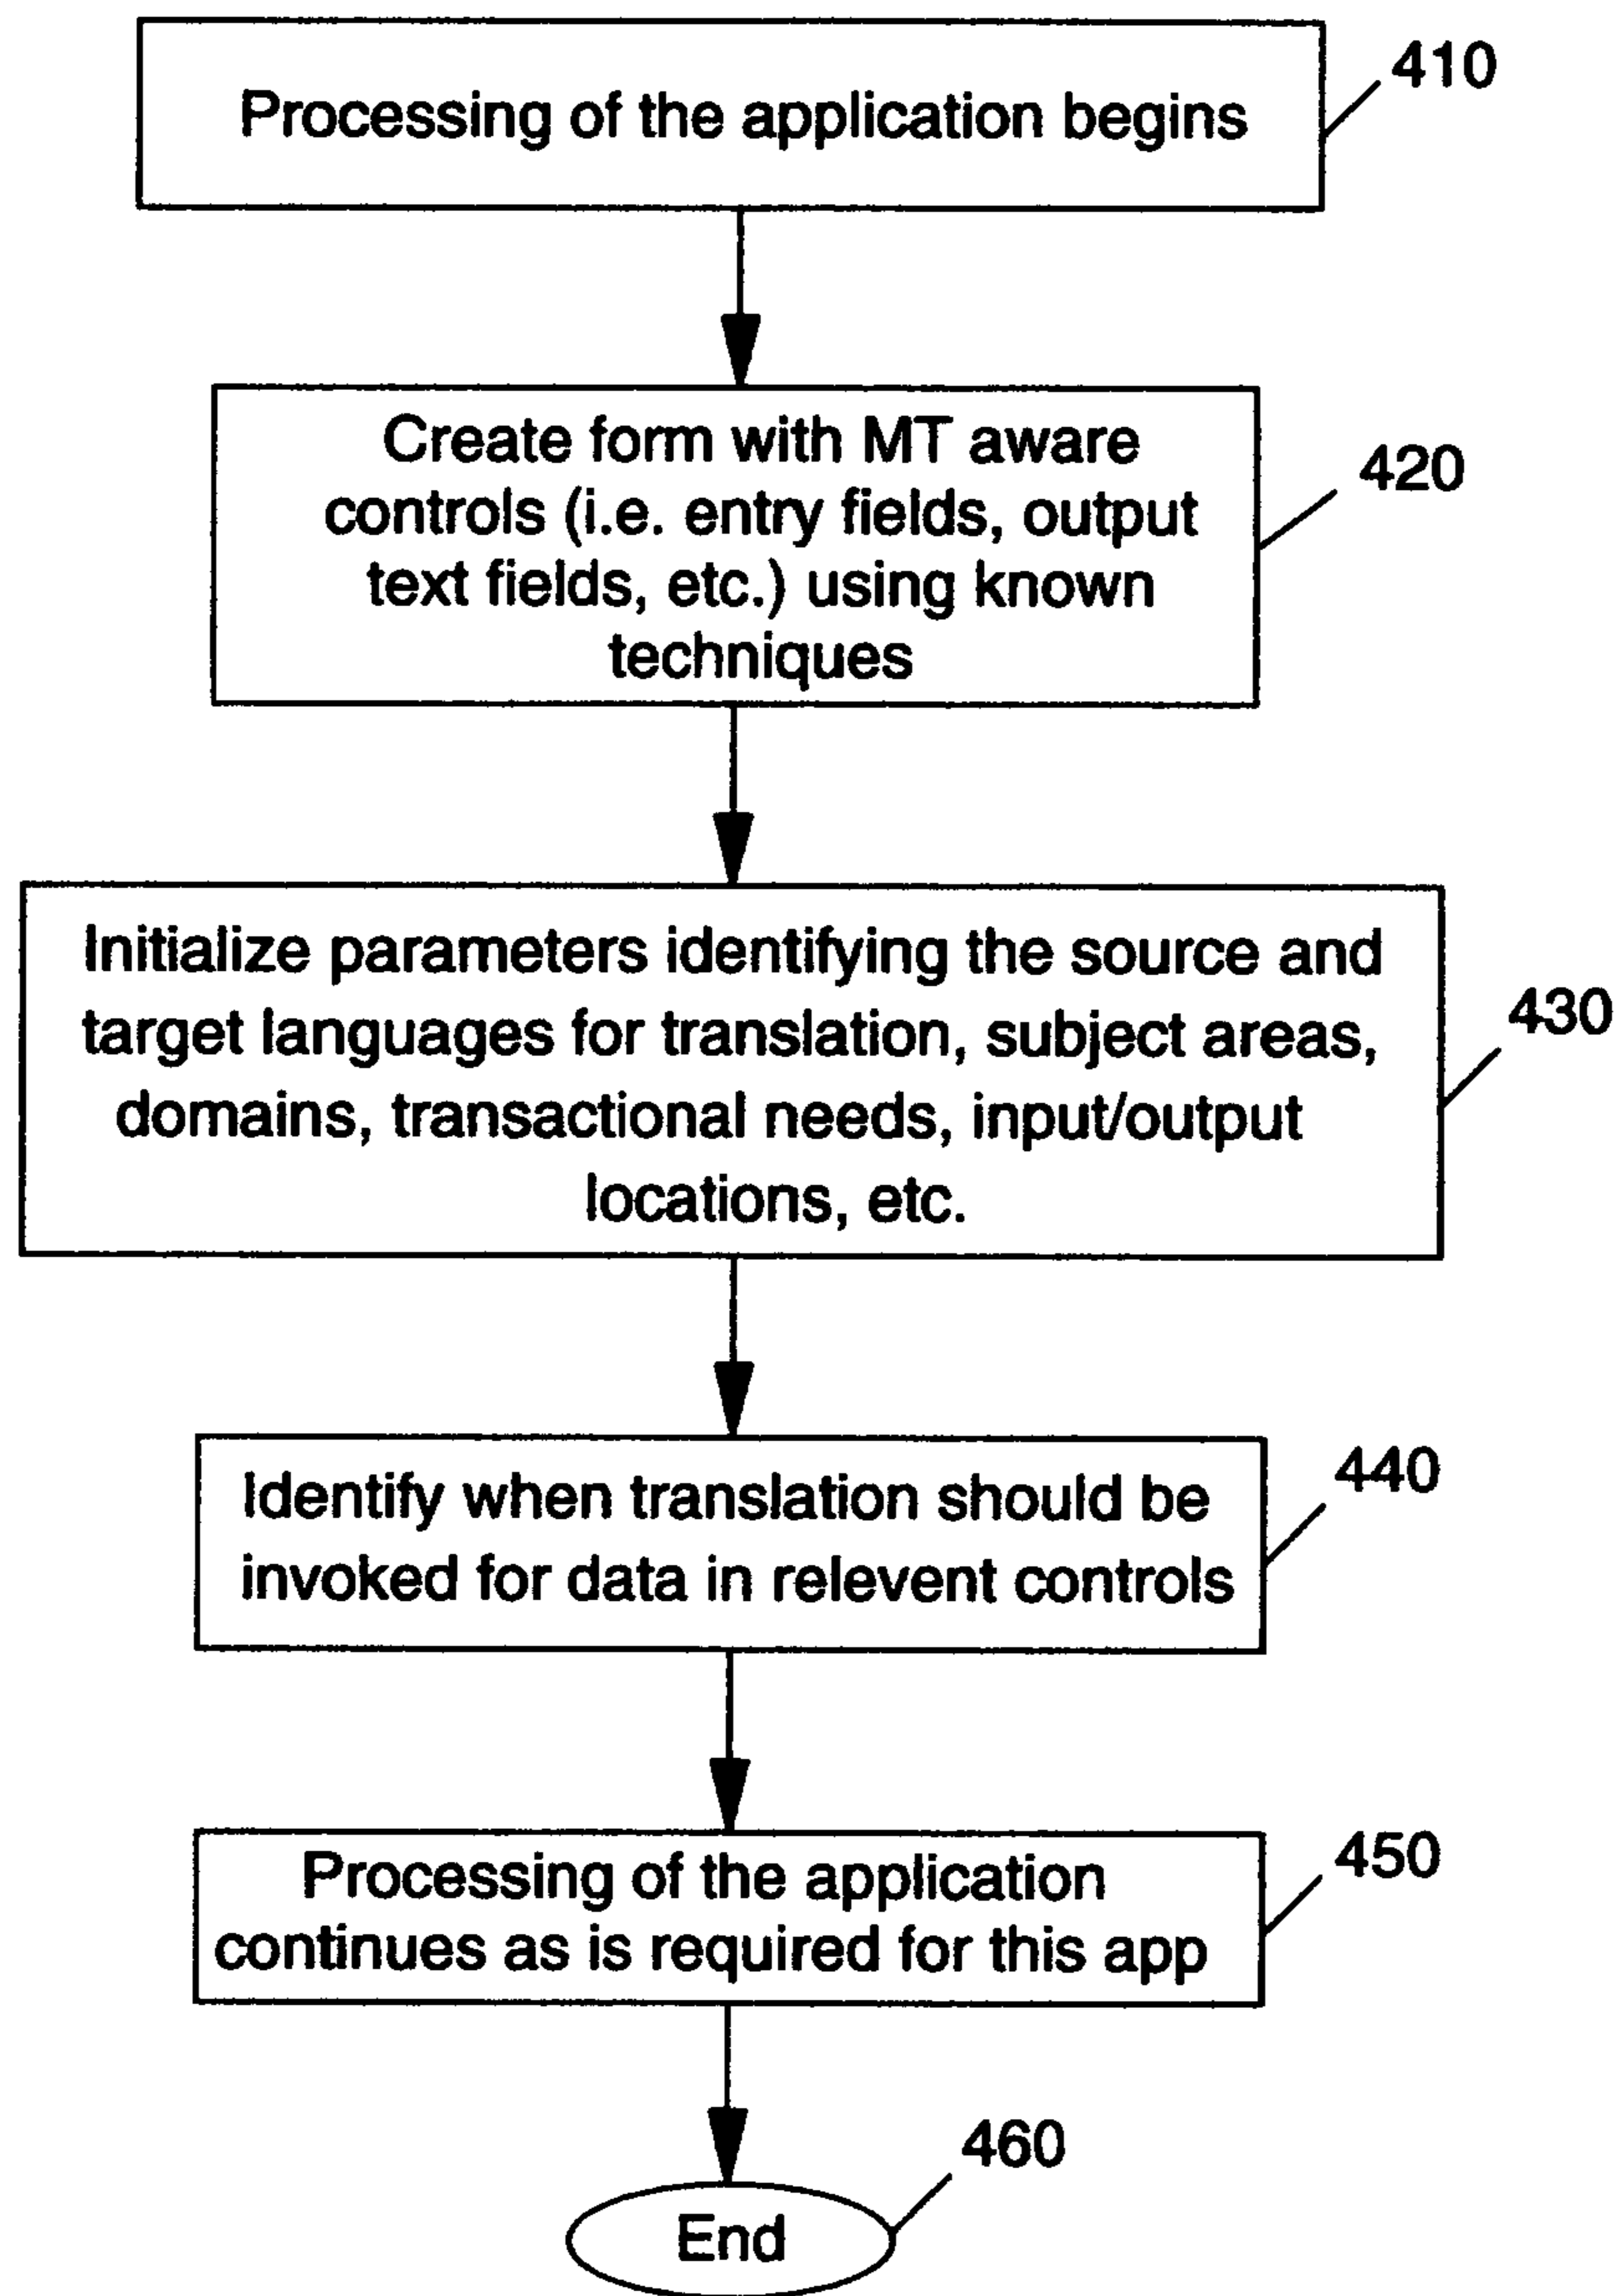 Processing of the application begins
410
Create form with MT aware
controls (i.e. entry fields, output
text fields, etc.) using known
techniques
420
Initialize parameters identifying the source and
target languages for translation, subject areas,
domains, transactional needs, input/output
locations, etc.
430
Identify when translation should be
invoked for data in relevent controls
440
Processing of the application
continues as is required for this app
450
End
460